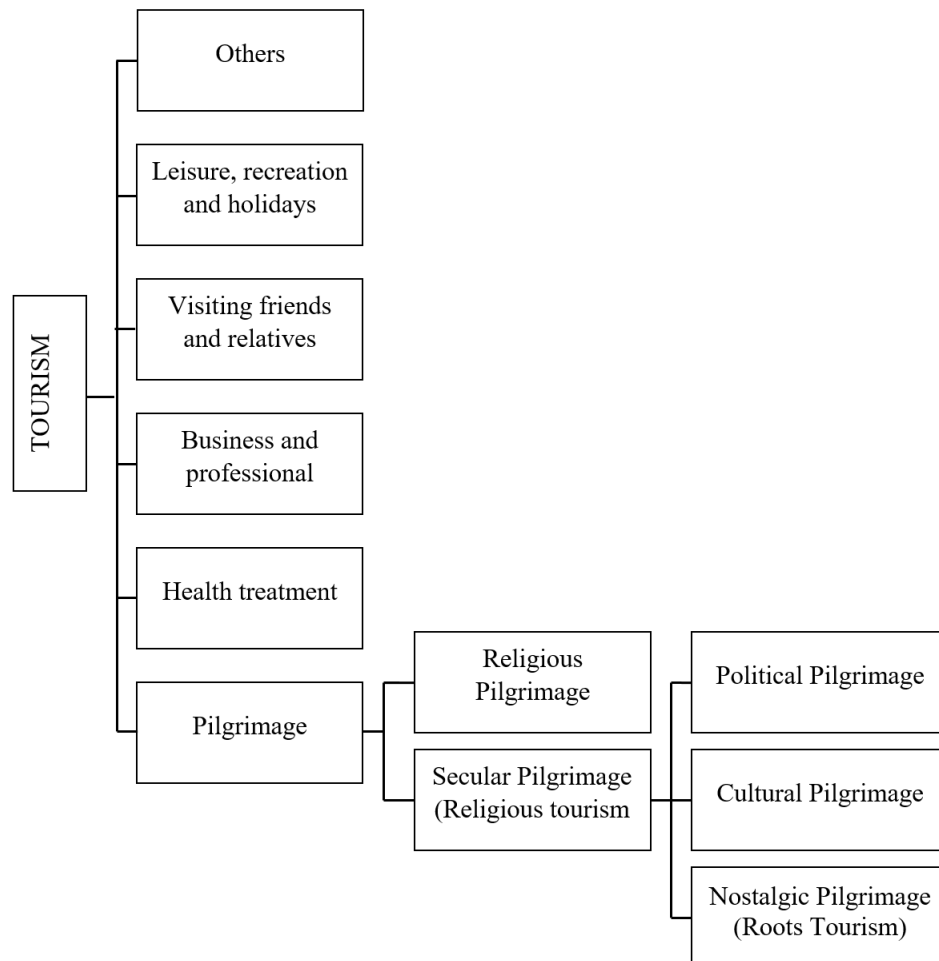 Others
Leisure, recreation
and holidays
Visiting friends
and relatives
TOURISM
Business and
professional
Health treatment
Pilgrimage
Religious
Pilgrimage
Secular Pilgrimage
(Religious tourism
Political Pilgrimage
Cultural Pilgrimage
Nostalgic Pilgrimage
(Roots Tourism)